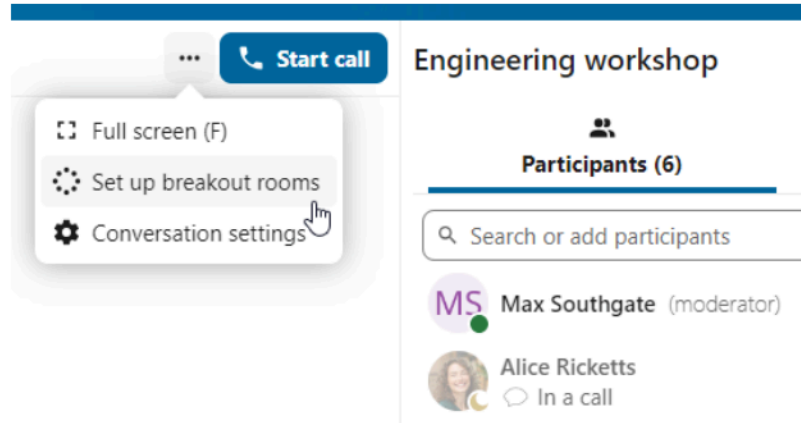 ... Start call
Full screen (F)
Set up breakout rooms
Conversation settings
Engineering workshop
Participants (6)
Search or add participants
MS Max Southgate (moderator)
Alice Ricketts
In a call